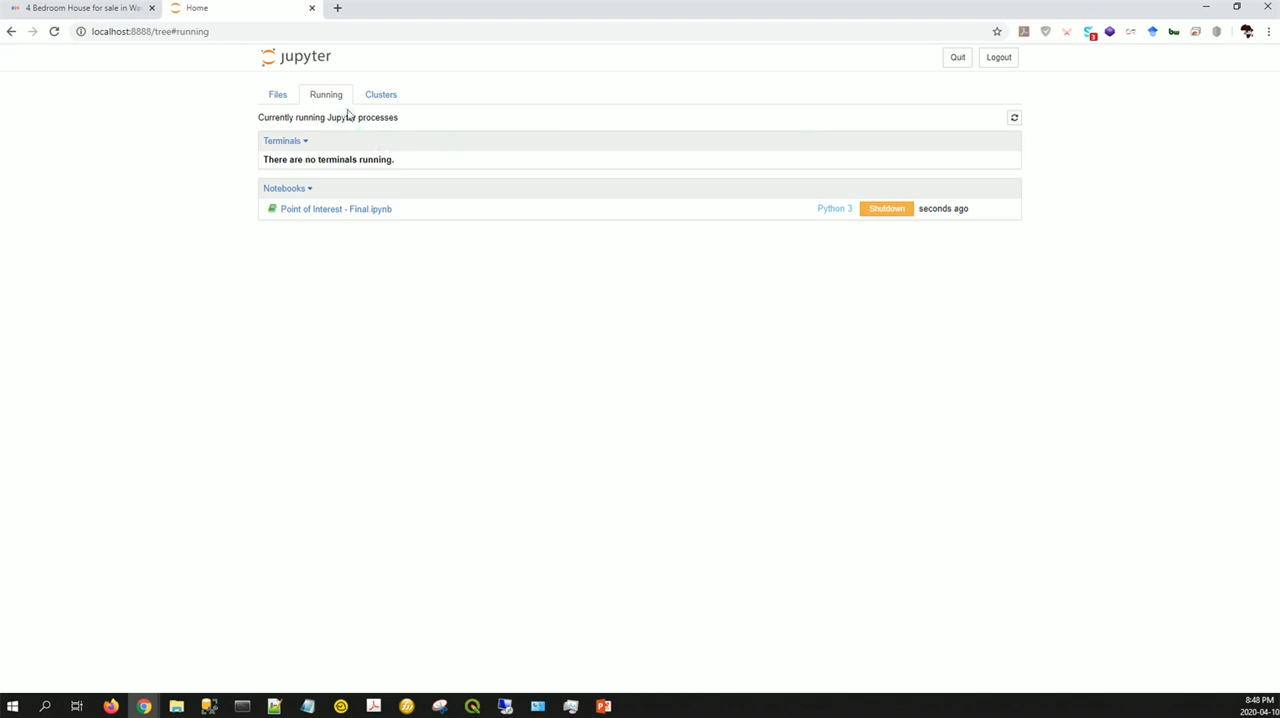 4 Bedroom House for sale in Wa
Home
localhost:8888/tree#running
3
jupyter
Quit
Logout
Files
Running
Clusters
Currently running Jupyter processes
Terminals
There are no terminals running.
Notebooks
Point of Interest - Final.ipynb
Python 3
Shutdown
seconds ago
8:48 PM
2020-04-10